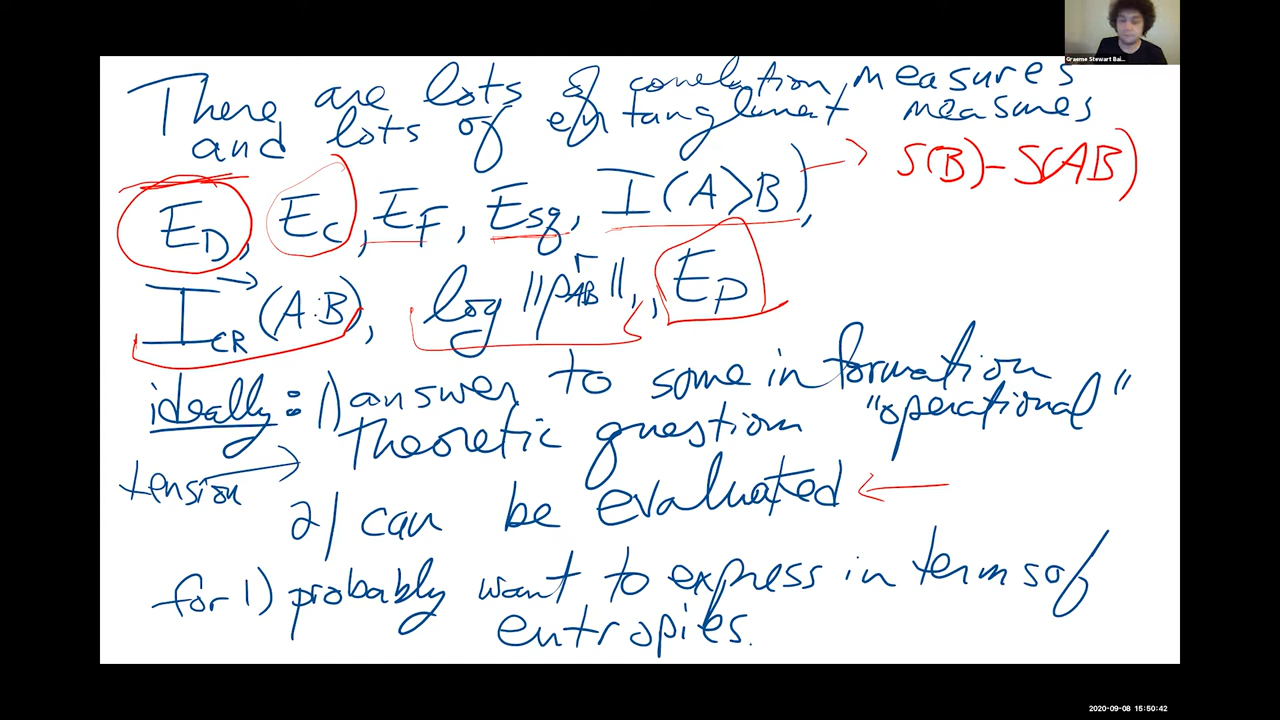 There are lots of correlation measures
and lots of entanglement measures
E_D, E_C, E_F, E_sq, I(A>B), → S(B)-S(AB)
I_CR^→(A:B), log ||ρ_AB^Γ||, E_P
ideally: 1) answer to some information
theoretic question "operational"
tension →
2) can be evaluated ←
for 1) probably want to express in terms of
entropies.
Graeme Stewart Bai...
2020-09-08 15:50:42